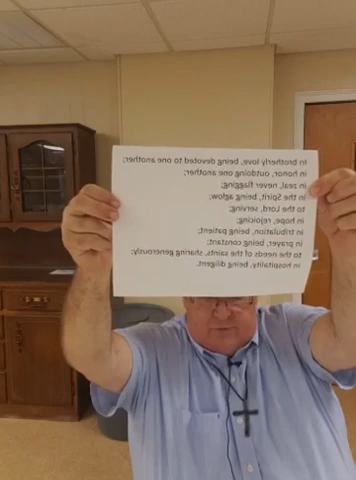 in brotherly love, being devoted to one another;
in honor, outdoing one another;
in zeal, never flagging;
in the Spirit, being aglow;
to the Lord, serving;
in hope, rejoicing;
in tribulation, being patient;
in prayer, being constant;
to the needs of the saints, sharing generously;
in hospitality, being diligent.